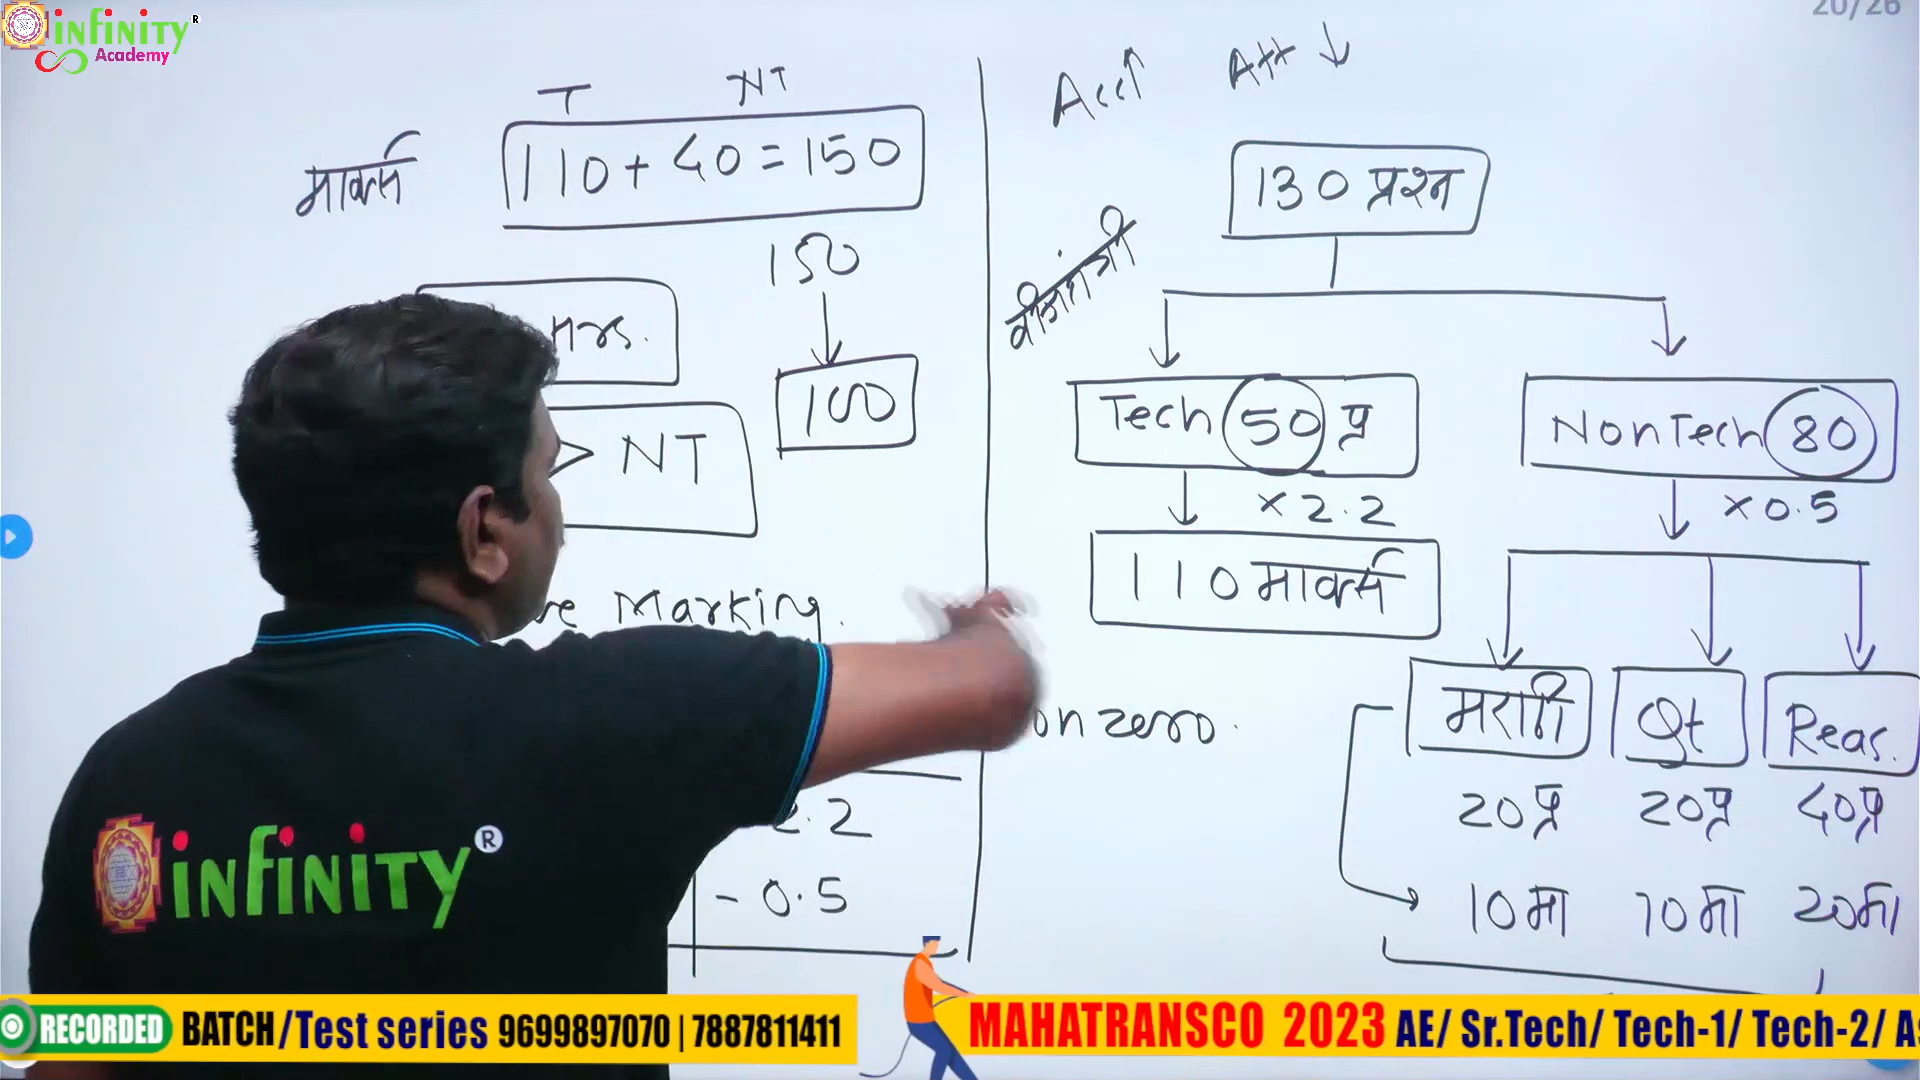 infinity®
Academy
20/26
T NT
मार्क्स 110 + 40 = 150
150
100
Hrs.
> NT
ve Marking.
2.2
- 0.5
Acc↑ Att ↓
130 प्रश्न
Tech 50 प्र
× 2.2
110 मार्क्स
NonTech 80
× 0.5
on zero.
मराठी Qt Reas.
20 प्र 20 प्र 40 प्र
10 मा 10 मा 20 मा
infinity®
RECORDED BATCH/Test series 9699897070 | 7887811411
MAHATRANSCO 2023 AE/ Sr.Tech/ Tech-1/ Tech-2/ As